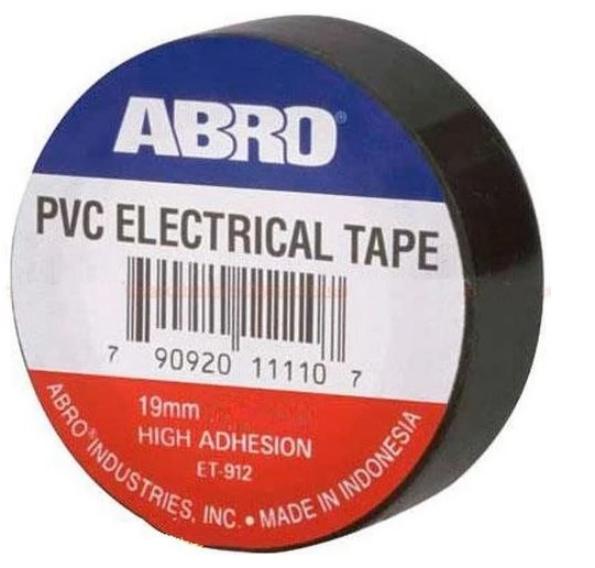 ABRO®
PVC ELECTRICAL TAPE
7 90920 11110 7
19mm
HIGH ADHESION
ET-912
ABRO® INDUSTRIES, INC. • MADE IN INDONESIA